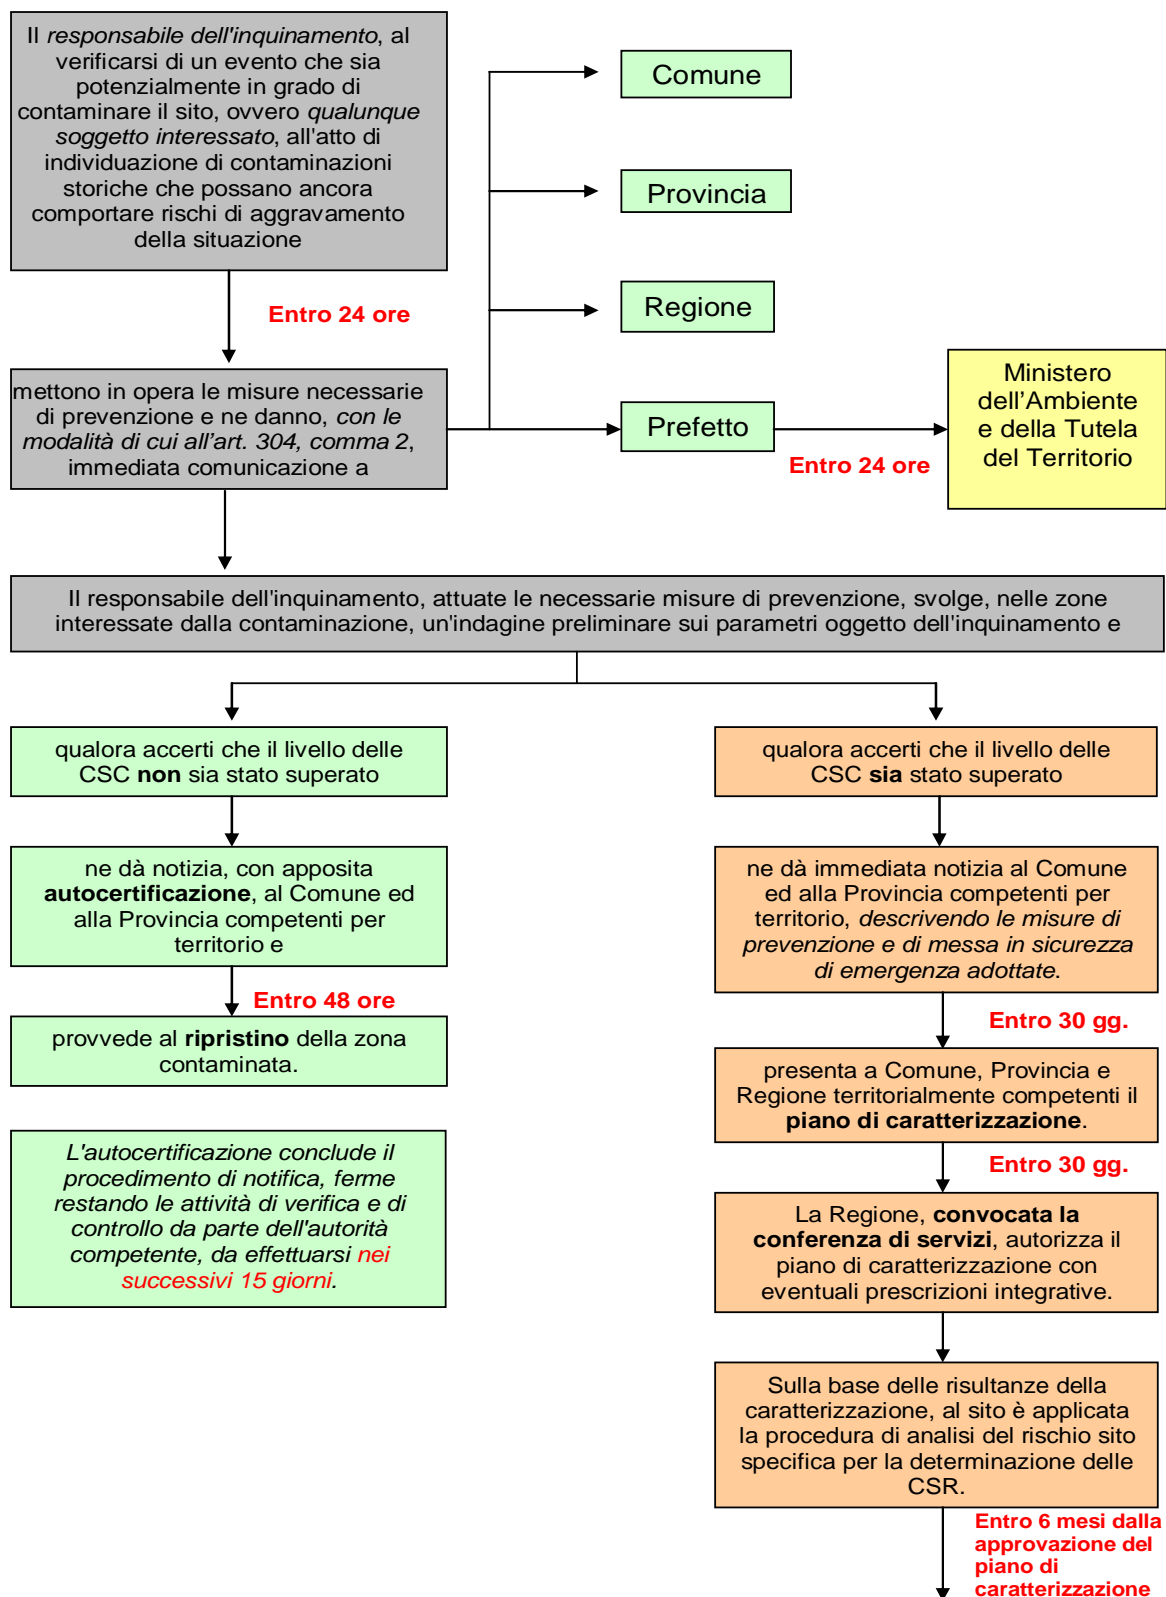 Il responsabile dell'inquinamento, al
verificarsi di un evento che sia
potenzialmente in grado di
contaminare il sito, ovvero qualunque
soggetto interessato, all'atto di
individuazione di contaminazioni
storiche che possano ancora
comportare rischi di aggravamento
della situazione
Comune
Provincia
Regione
Entro 24 ore
mettono in opera le misure necessarie
di prevenzione e ne danno, con le
modalità di cui all'art. 304, comma 2,
immediata comunicazione a
Prefetto
Entro 24 ore
Ministero
dell'Ambiente
e della Tutela
del Territorio
Il responsabile dell'inquinamento, attuate le necessarie misure di prevenzione, svolge, nelle zone
interessate dalla contaminazione, un'indagine preliminare sui parametri oggetto dell'inquinamento e
qualora accerti che il livello delle
CSC non sia stato superato
ne dà notizia, con apposita
autocertificazione, al Comune ed
alla Provincia competenti per
territorio e
Entro 48 ore
provvede al ripristino della zona
contaminata.
L'autocertificazione conclude il
procedimento di notifica, ferme
restando le attività di verifica e di
controllo da parte dell'autorità
competente, da effettuarsi nei
successivi 15 giorni.
qualora accerti che il livello delle
CSC sia stato superato
ne dà immediata notizia al Comune
ed alla Provincia competenti per
territorio, descrivendo le misure di
prevenzione e di messa in sicurezza
di emergenza adottate.
Entro 30 gg.
presenta a Comune, Provincia e
Regione territorialmente competenti il
piano di caratterizzazione.
Entro 30 gg.
La Regione, convocata la
conferenza di servizi, autorizza il
piano di caratterizzazione con
eventuali prescrizioni integrative.
Sulla base delle risultanze della
caratterizzazione, al sito è applicata
la procedura di analisi del rischio sito
specifica per la determinazione delle
CSR.
Entro 6 mesi dalla
approvazione del
piano di
caratterizzazione